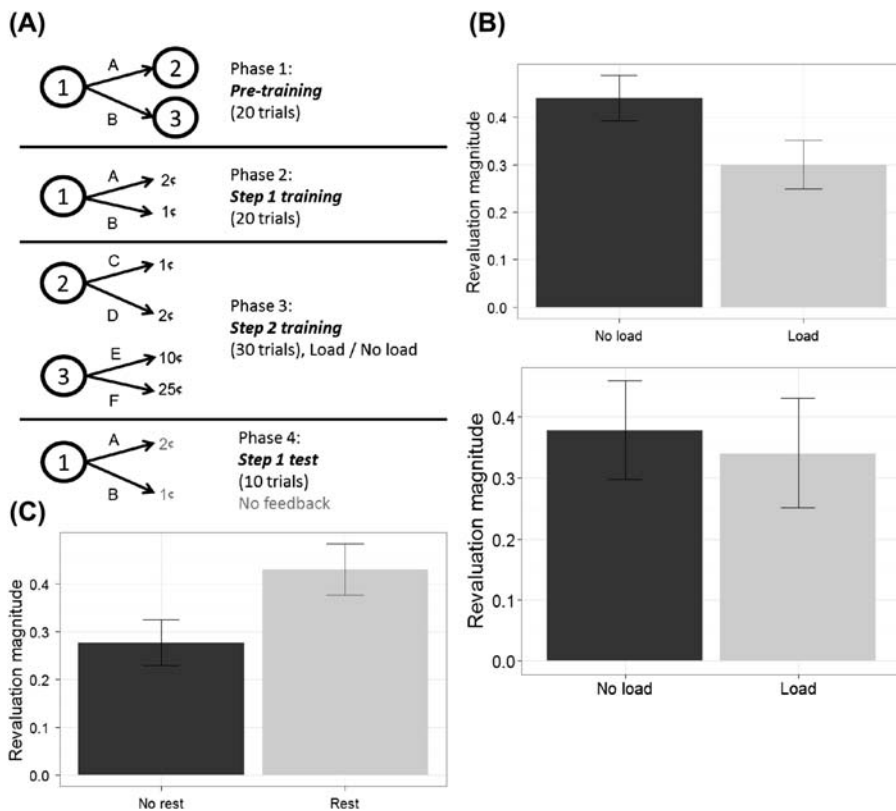 (A)
1
A
B
2
3
Phase 1:
Pre-training
(20 trials)
1
A
B
2¢
1¢
Phase 2:
Step 1 training
(20 trials)
2
C
D
1¢
2¢
3
E
F
10¢
25¢
Phase 3:
Step 2 training
(30 trials), Load / No load
1
A
B
2¢
1¢
Phase 4:
Step 1 test
(10 trials)
No feedback
(B)
Revaluation magnitude
0.4
0.3
0.2
0.1
0.0
No load
Load
Revaluation magnitude
0.4
0.3
0.2
0.1
0.0
No load
Load
(C)
Revaluation magnitude
0.4
0.3
0.2
0.1
0.0
No rest
Rest